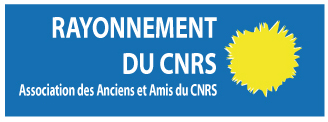 RAYONNEMENT
DU CNRS
Association des Anciens et Amis du CNRS